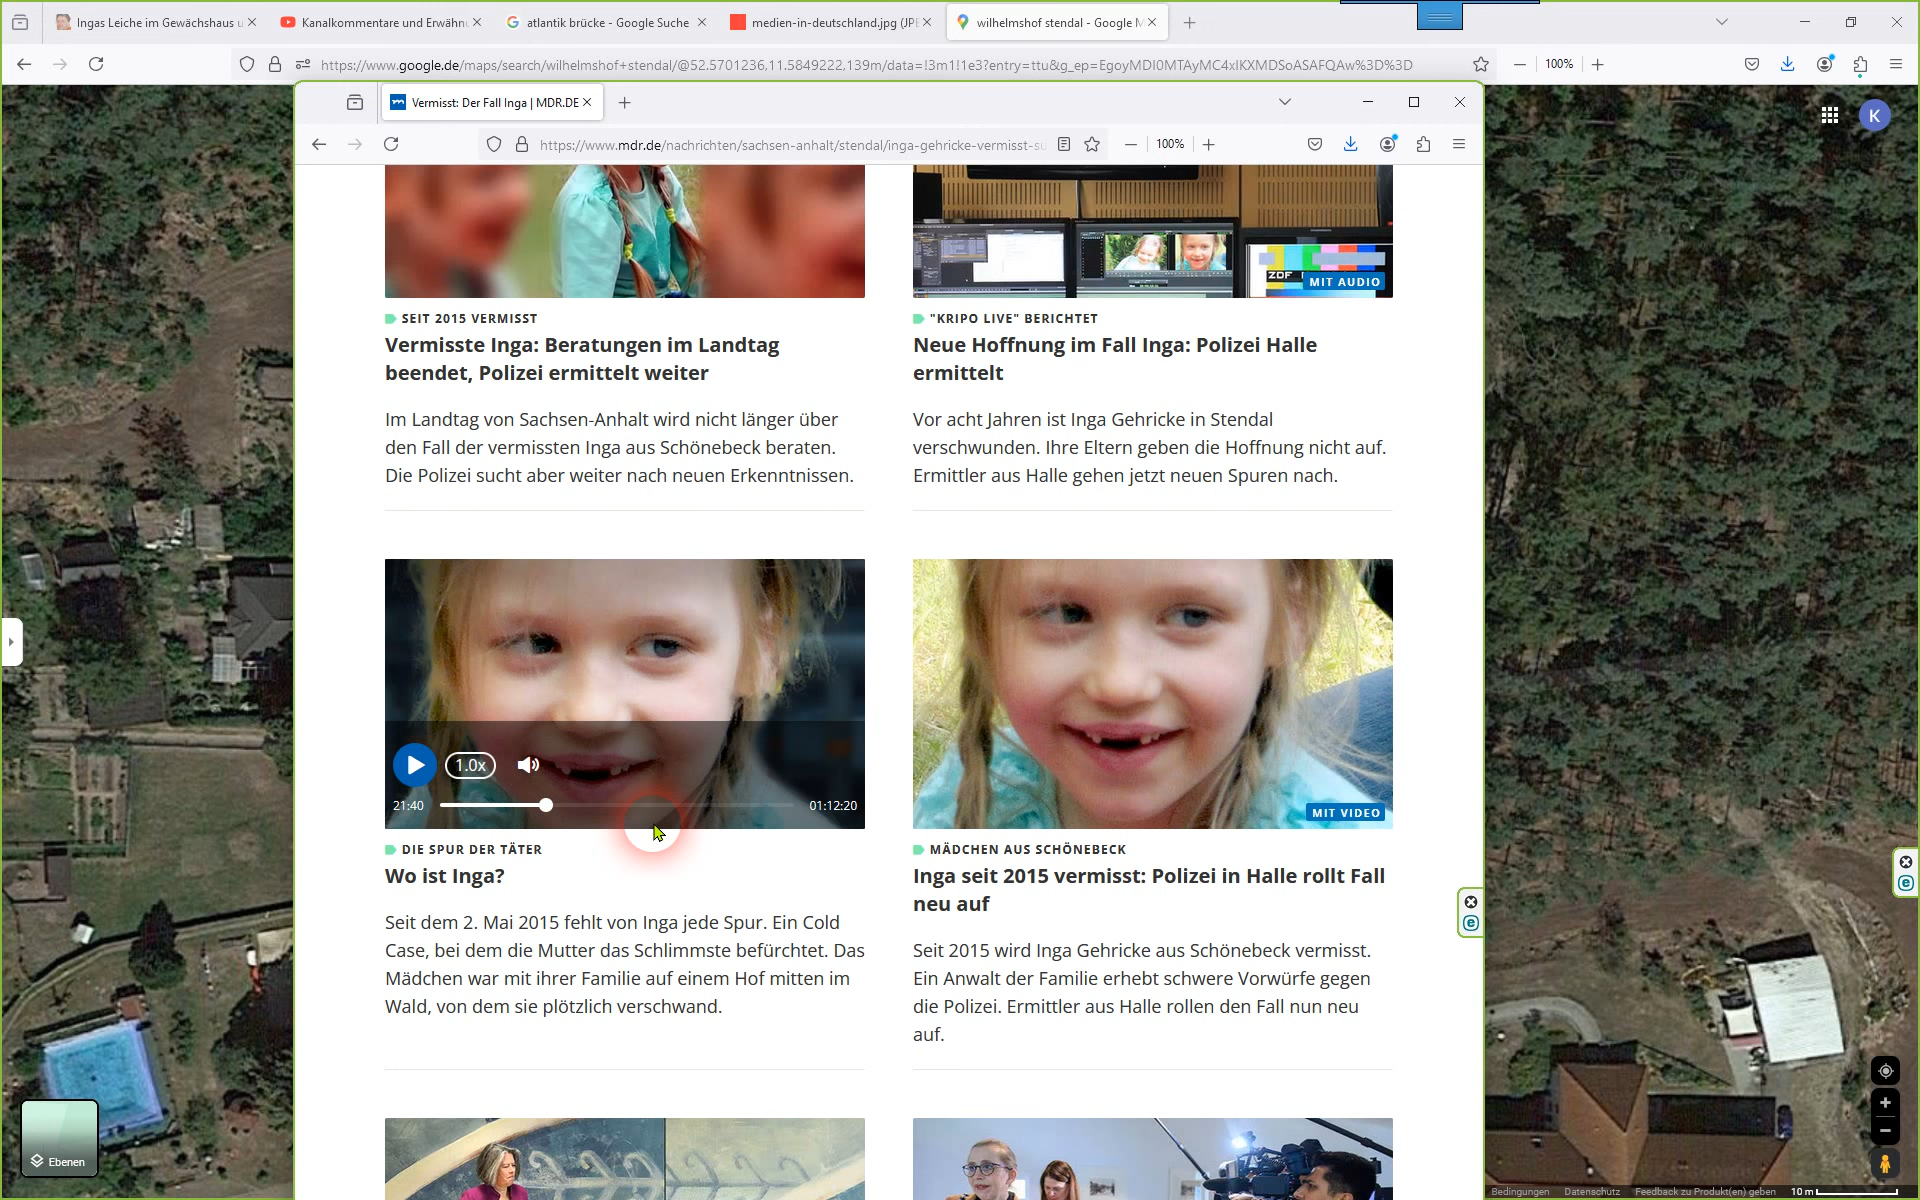 Ingas Leiche im Gewächshaus u
Kanalkommentare und Erwähnu
atlantik brücke - Google Suche
medien-in-deutschland.jpg (JPE
wilhelmshof stendal - Google M
https://www.google.de/maps/search/wilhelmshof+stendal/@52.5701236,11.5849222,139m/data=!3m1!1e3?entry=ttu&g_ep=EgoyMDI0MTAyMC4xIKXMDSoASAFQAw%3D%3D
100%
Vermisst: Der Fall Inga | MDR.DE
K
https://www.mdr.de/nachrichten/sachsen-anhalt/stendal/inga-gehricke-vermisst-su
100%
ZDF
MIT AUDIO
SEIT 2015 VERMISST
Vermisste Inga: Beratungen im Landtag
beendet, Polizei ermittelt weiter
Im Landtag von Sachsen-Anhalt wird nicht länger über
den Fall der vermissten Inga aus Schönebeck beraten.
Die Polizei sucht aber weiter nach neuen Erkenntnissen.
"KRIPO LIVE" BERICHTET
Neue Hoffnung im Fall Inga: Polizei Halle
ermittelt
Vor acht Jahren ist Inga Gehricke in Stendal
verschwunden. Ihre Eltern geben die Hoffnung nicht auf.
Ermittler aus Halle gehen jetzt neuen Spuren nach.
1.0x
21:40
01:12:20
MIT VIDEO
DIE SPUR DER TÄTER
Wo ist Inga?
Seit dem 2. Mai 2015 fehlt von Inga jede Spur. Ein Cold
Case, bei dem die Mutter das Schlimmste befürchtet. Das
Mädchen war mit ihrer Familie auf einem Hof mitten im
Wald, von dem sie plötzlich verschwand.
MÄDCHEN AUS SCHÖNEBECK
Inga seit 2015 vermisst: Polizei in Halle rollt Fall
neu auf
Seit 2015 wird Inga Gehricke aus Schönebeck vermisst.
Ein Anwalt der Familie erhebt schwere Vorwürfe gegen
die Polizei. Ermittler aus Halle rollen den Fall nun neu
auf.
Ebenen
Bedingungen
Datenschutz
Feedback zu Produkt(en) geben
10 m